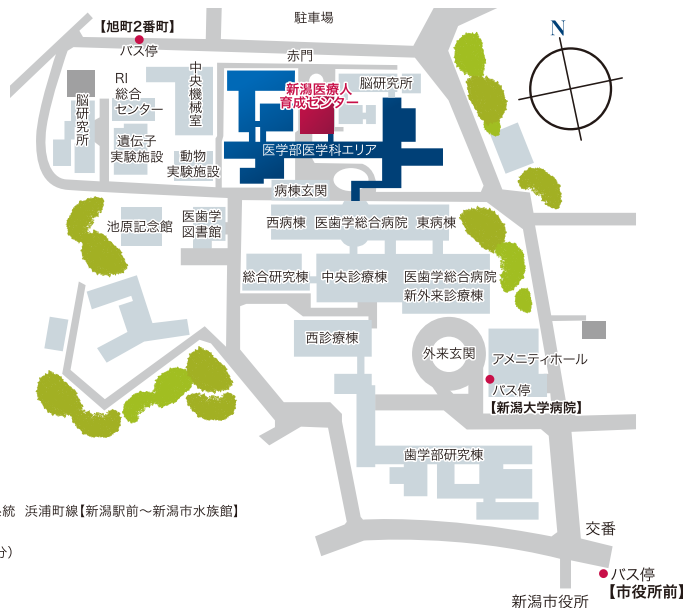 駐車場
【旭町2番町】
バス停
N
赤門
中央機械室
RI
総合
センター
脳研究所
新潟医療人
育成センター
脳研究所
遺伝子
実験施設
動物
実験施設
医学部医学科エリア
病棟玄関
池原記念館
医歯学
図書館
西病棟
医歯学総合病院
東病棟
総合研究棟
中央診療棟
医歯学総合病院
新外来診療棟
西診療棟
外来玄関
アメニティホール
バス停
【新潟大学病院】
歯学部研究棟
統 浜浦町線【新潟駅前～新潟市水族館】
分）
交番
バス停
【市役所前】
新潟市役所